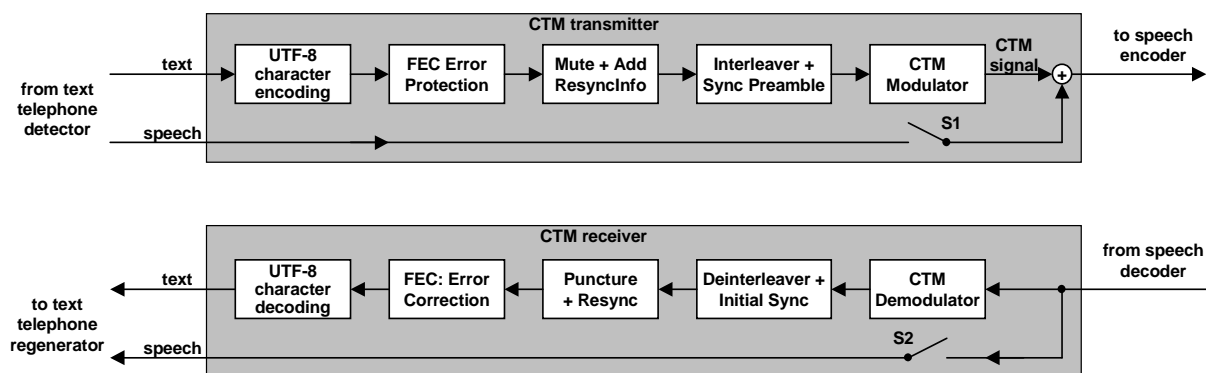 CTM transmitter
from text
telephone
detector
text
UTF-8
character
encoding
FEC Error
Protection
Mute + Add
ResyncInfo
Interleaver +
Sync Preamble
CTM
Modulator
CTM
signal
+
to speech
encoder
speech
S1
CTM receiver
from speech
decoder
text
UTF-8
character
decoding
FEC: Error
Correction
Puncture
+ Resync
Deinterleaver +
Initial Sync
CTM
Demodulator
to text
telephone
regenerator
speech
S2